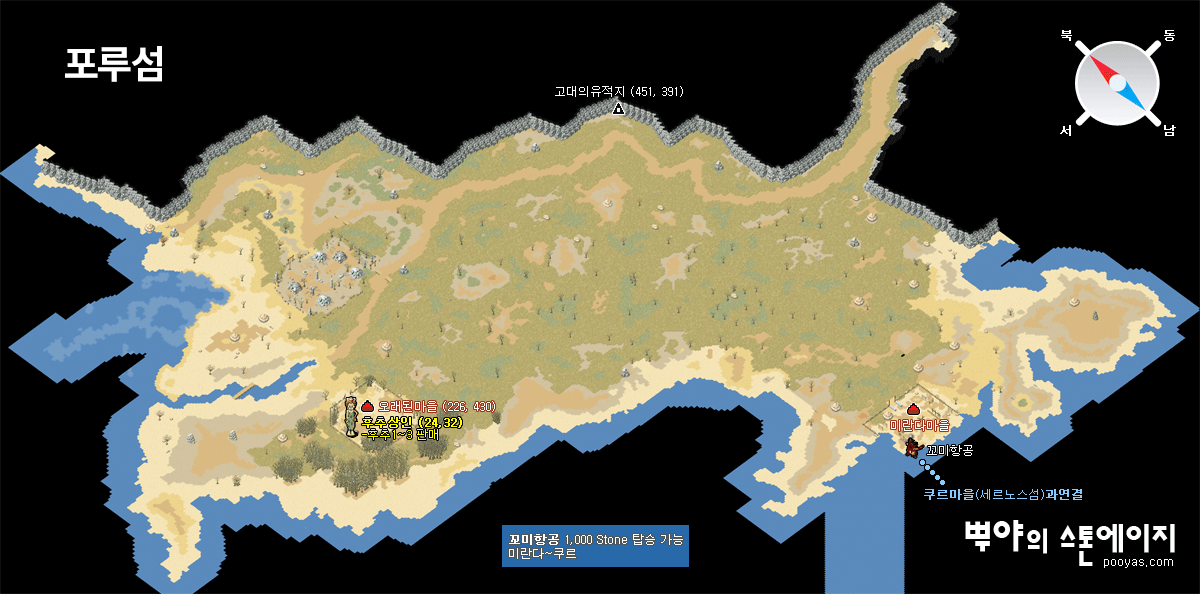 포루섬
북
동
서
남
고대의유적지 (451, 391)
오래된마을 (226, 430)
후추상인 (24,32)
-후추1~3 판매
미란다마을
꼬미항공
쿠르마을(세르노스섬)과연결
꼬미항공 1,000 Stone 탑승 가능
미란다~쿠르
뿌야의 스톤에이지
pooyas.com